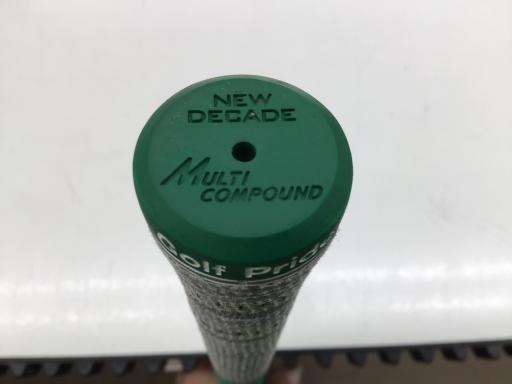 NEW
DECADE
MULTI
COMPOUND
Golf Pride